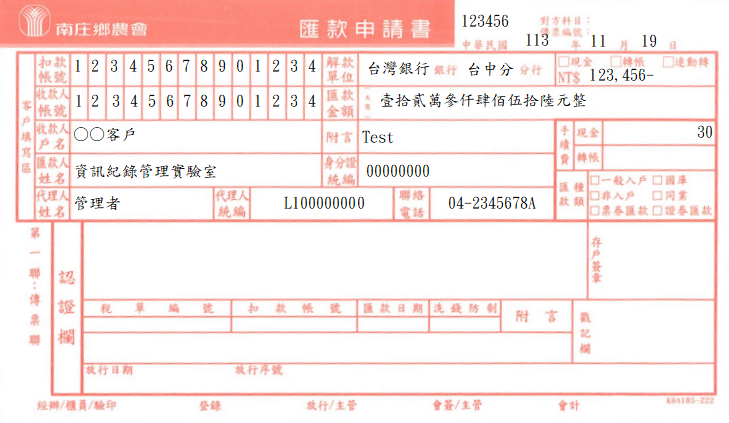 南庄鄉農會 匯款申請書 123456 對方科目：
傳票編號：
中華民國 113 年 11 月 19 日
扣款帳號 1 2 3 4 5 6 7 8 9 0 1 2 3 4 解款單位 台灣銀行 銀行 台中分 分行 □現金 □轉帳 □連動轉
NT$ 123,456-
收款人帳號 1 2 3 4 5 6 7 8 9 0 1 2 3 4 匯款金額 (大寫) 壹拾貳萬參仟肆佰伍拾陸元整
客戶填寫區
收款人戶名 ○○客戶 附言 Test 手續費 現金 30
轉帳
匯款人姓名 資訊紀錄管理實驗室 身分證統編 00000000
匯款種類 □一般入戶 □國庫
□非入戶 □同業
□票券匯款 □證券匯款
代理人姓名 管理者 代理人統編 L100000000 聯絡電話 04-2345678A
第一聯：傳票聯
認證欄
存戶簽章
稅單編號 扣款帳號 匯款日期 洗錢防制 附言 戳記欄
放行日期 放行序號
經辦/櫃員/驗印 登錄 放行/主管 會簽/主管 會計 K6A185-Z22